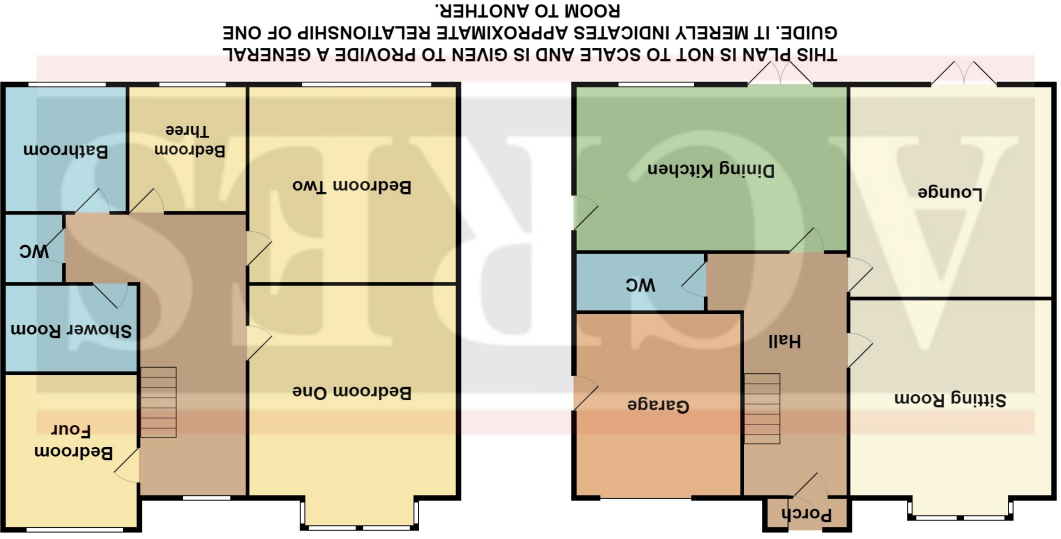 THIS PLAN IS NOT TO SCALE AND IS GIVEN TO PROVIDE A GENERAL
GUIDE. IT MERELY INDICATES APPROXIMATE RELATIONSHIP OF ONE
ROOM TO ANOTHER.
Porch
Sitting Room
Garage
Hall
WC
Lounge
Dining Kitchen
Bedroom
Four
Bedroom One
Shower Room
WC
Bedroom Two
Bedroom
Three
Bathroom
ACRES